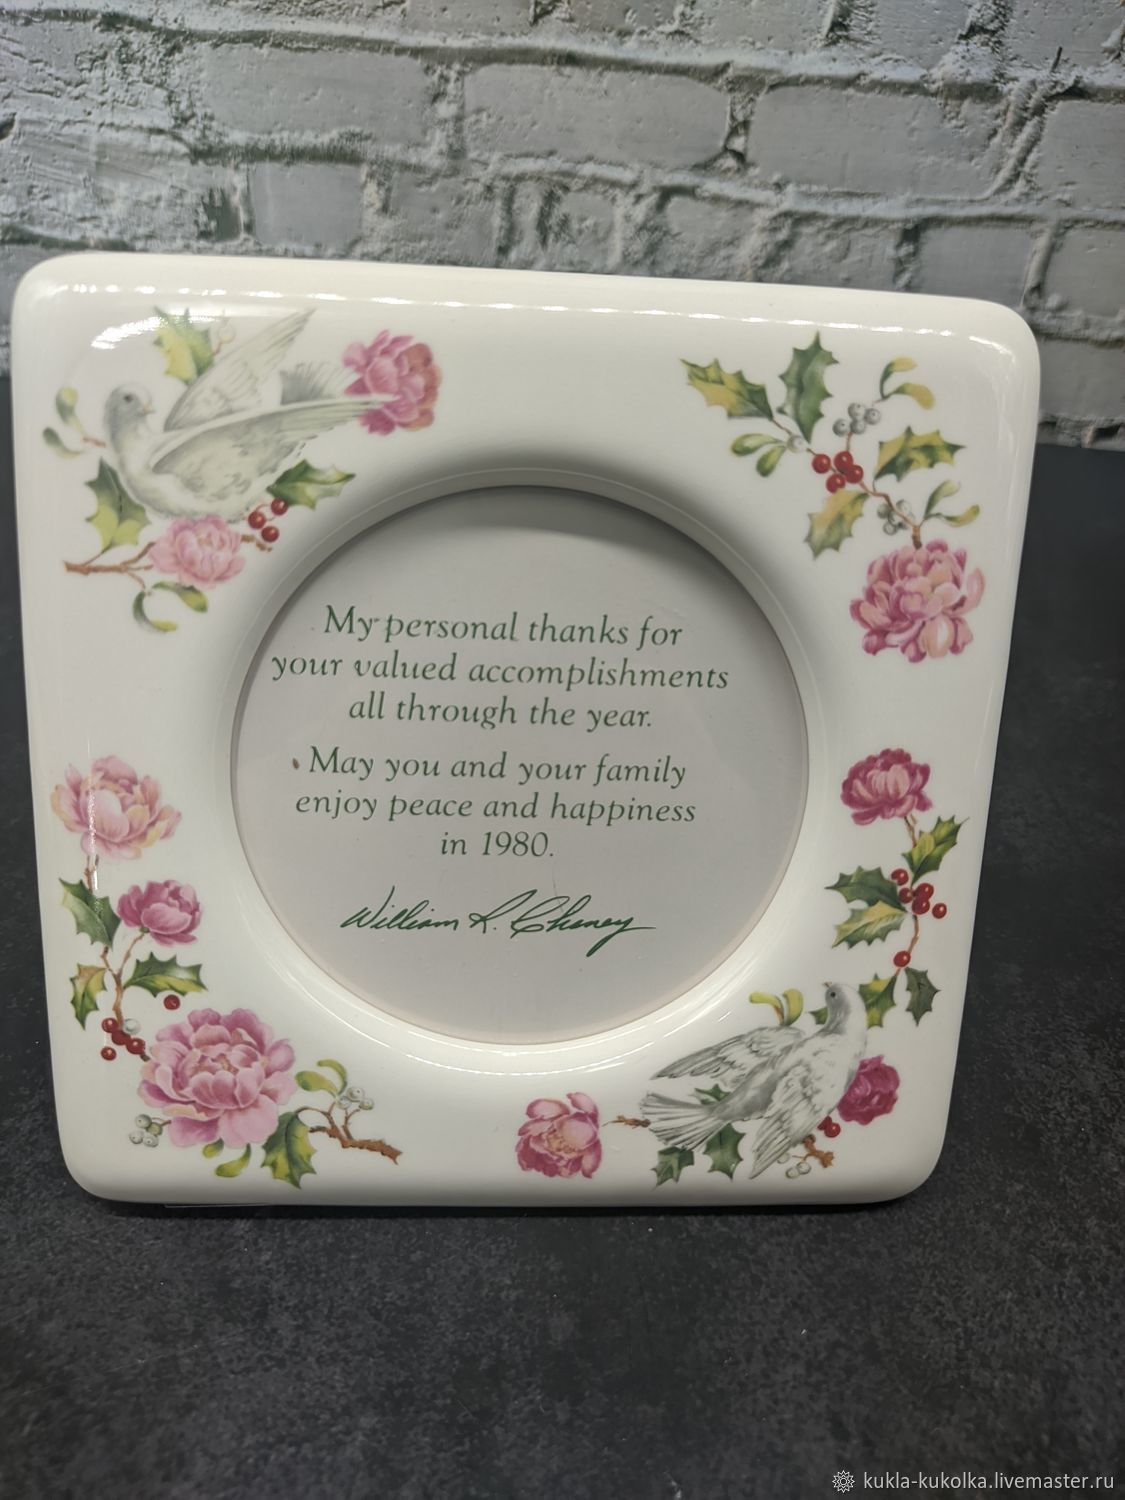 My personal thanks for
your valued accomplishments
all through the year.
May you and your family
enjoy peace and happiness
in 1980.
William R. Chaney
kukla-kukolka.livemaster.ru